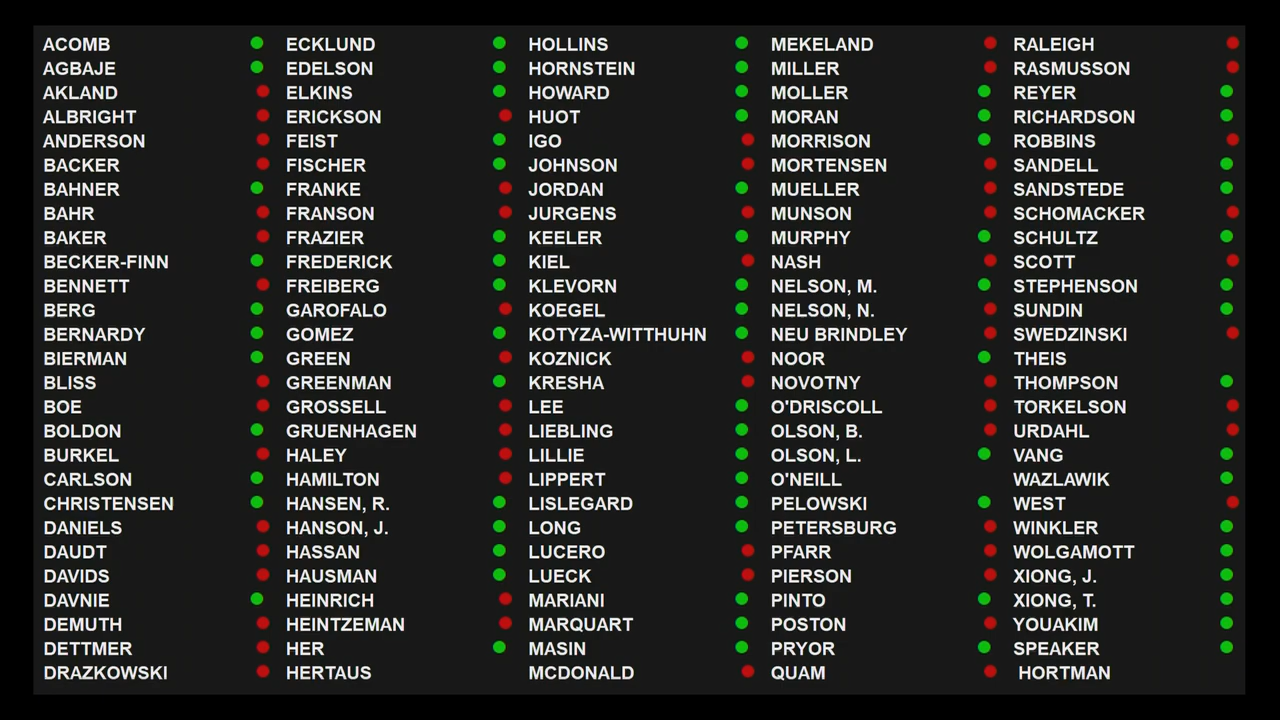 ACOMB
AGBAJE
AKLAND
ALBRIGHT
ANDERSON
BACKER
BAHNER
BAHR
BAKER
BECKER-FINN
BENNETT
BERG
BERNARDY
BIERMAN
BLISS
BOE
BOLDON
BURKEL
CARLSON
CHRISTENSEN
DANIELS
DAUDT
DAVIDS
DAVNIE
DEMUTH
DETTMER
DRAZKOWSKI
ECKLUND
EDELSON
ELKINS
ERICKSON
FEIST
FISCHER
FRANKE
FRANSON
FRAZIER
FREDERICK
FREIBERG
GAROFALO
GOMEZ
GREEN
GREENMAN
GROSSELL
GRUENHAGEN
HALEY
HAMILTON
HANSEN, R.
HANSON, J.
HASSAN
HAUSMAN
HEINRICH
HEINTZEMAN
HER
HERTAUS
HOLLINS
HORNSTEIN
HOWARD
HUOT
IGO
JOHNSON
JORDAN
JURGENS
KEELER
KIEL
KLEVORN
KOEGEL
KOTYZA-WITTHUHN
KOZNICK
KRESHA
LEE
LIEBLING
LILLIE
LIPPERT
LISLEGARD
LONG
LUCERO
LUECK
MARIANI
MARQUART
MASIN
MCDONALD
MEKELAND
MILLER
MOLLER
MORAN
MORRISON
MORTENSEN
MUELLER
MUNSON
MURPHY
NASH
NELSON, M.
NELSON, N.
NEU BRINDLEY
NOOR
NOVOTNY
O'DRISCOLL
OLSON, B.
OLSON, L.
O'NEILL
PELOWSKI
PETERSBURG
PFARR
PIERSON
PINTO
POSTON
PRYOR
QUAM
RALEIGH
RASMUSSON
REYER
RICHARDSON
ROBBINS
SANDELL
SANDSTEDE
SCHOMACKER
SCHULTZ
SCOTT
STEPHENSON
SUNDIN
SWEDZINSKI
THEIS
THOMPSON
TORKELSON
URDAHL
VANG
WAZLAWIK
WEST
WINKLER
WOLGAMOTT
XIONG, J.
XIONG, T.
YOUAKIM
SPEAKER
HORTMAN